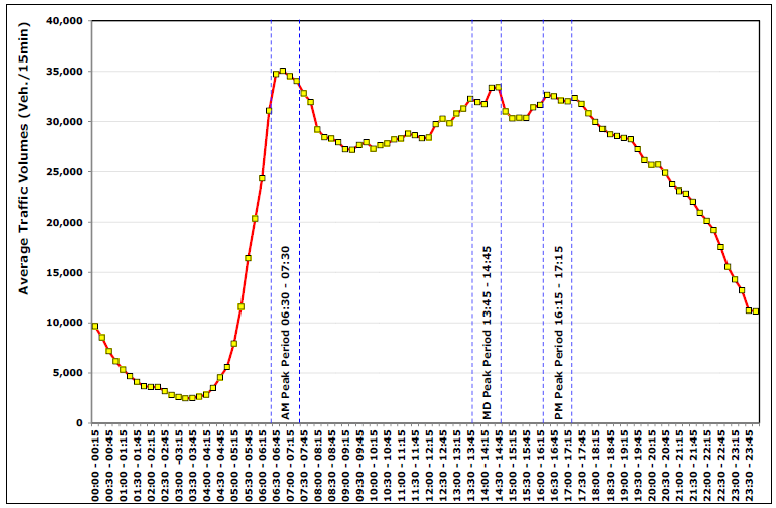 Average Traffic Volumes (Veh./15min)
40,000
35,000
30,000
25,000
20,000
15,000
10,000
5,000
0
AM Peak Period 06:30 - 07:30
MD Peak Period 13:45 - 14:45
PM Peak Period 16:15 - 17:15
00:00 - 00:15
00:30 - 00:45
01:00 - 01:15
01:30 - 01:45
02:00 - 02:15
02:30 - 02:45
03:00 -03:15
03:30 - 03:45
04:00 - 04:15
04:30 - 04:45
05:00 - 05:15
05:30 - 05:45
06:00 - 06:15
06:30 - 06:45
07:00 - 07:15
07:30 - 07:45
08:00 - 08:15
08:30 - 08:45
09:00 - 09:15
09:30 - 09:45
10:00 - 10:15
10:30 - 10:45
11:00 - 11:15
11:30 - 11:45
12:00 - 12:15
12:30 - 12:45
13:00 - 13:15
13:30 - 13:45
14:00 - 14:15
14:30 - 14:45
15:00 - 15:15
15:30 - 15:45
16:00 - 16:15
16:30 - 16:45
17:00 - 17:15
17:30 - 17:45
18:00 - 18:15
18:30 - 18:45
19:00 - 19:15
19:30 - 19:45
20:00 - 20:15
20:30 - 20:45
21:00 - 21:15
21:30 - 21:45
22:00 - 22:15
22:30 - 22:45
23:00 - 23:15
23:30 - 23:45